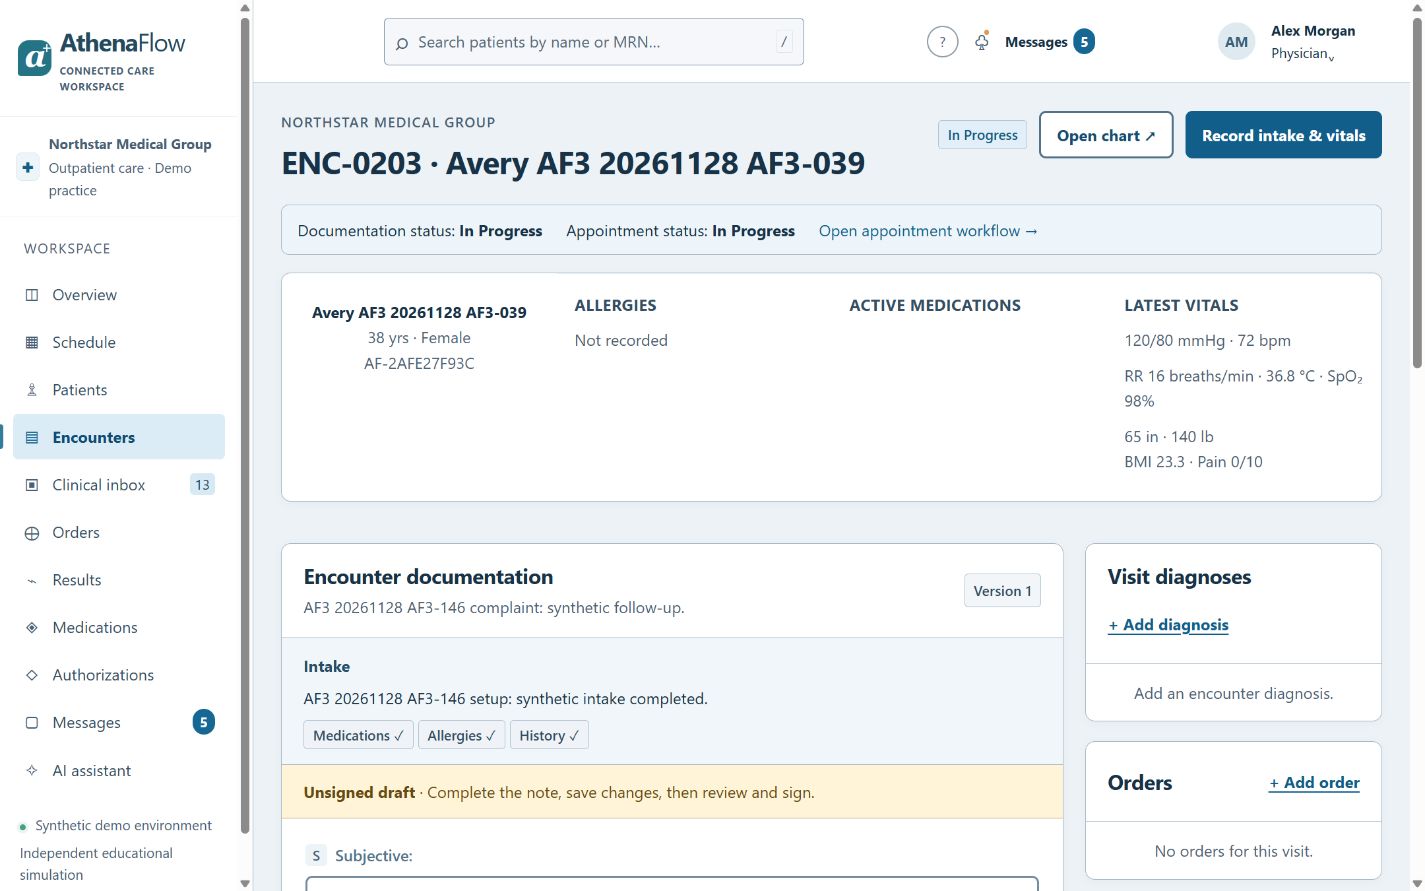 AthenaFlow
CONNECTED CARE
WORKSPACE
Northstar Medical Group
Outpatient care · Demo
practice
WORKSPACE
Overview
Schedule
Patients
Encounters
Clinical inbox 13
Orders
Results
Medications
Authorizations
Messages 5
AI assistant
Synthetic demo environment
Independent educational
simulation
Search patients by name or MRN... /
? Messages 5
AM Alex Morgan
Physician
NORTHSTAR MEDICAL GROUP
ENC-0203 · Avery AF3 20261128 AF3-039
In Progress Open chart ↗ Record intake & vitals
Documentation status: In Progress Appointment status: In Progress Open appointment workflow →
Avery AF3 20261128 AF3-039
38 yrs · Female
AF-2AFE27F93C
ALLERGIES
Not recorded
ACTIVE MEDICATIONS
LATEST VITALS
120/80 mmHg · 72 bpm
RR 16 breaths/min · 36.8 °C · SpO₂
98%
65 in · 140 lb
BMI 23.3 · Pain 0/10
Encounter documentation
AF3 20261128 AF3-146 complaint: synthetic follow-up.
Version 1
Intake
AF3 20261128 AF3-146 setup: synthetic intake completed.
Medications ✓ Allergies ✓ History ✓
Unsigned draft · Complete the note, save changes, then review and sign.
S Subjective:
Visit diagnoses
+ Add diagnosis
Add an encounter diagnosis.
Orders + Add order
No orders for this visit.